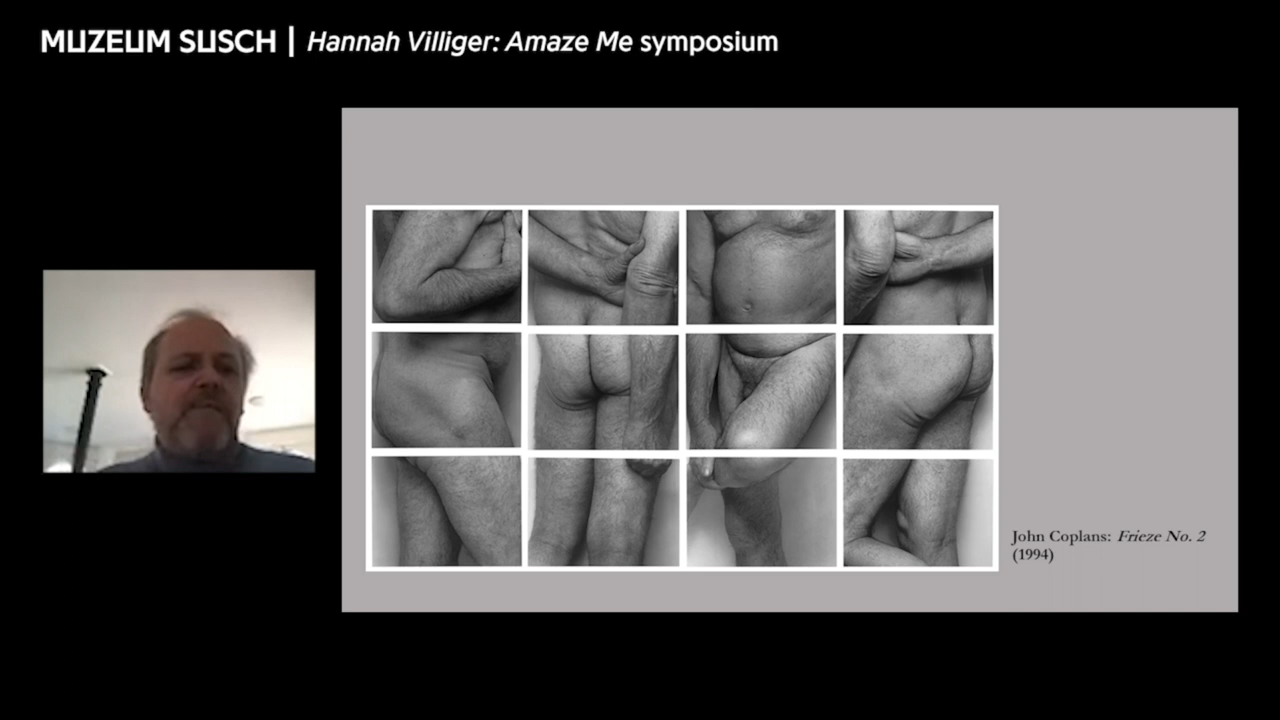 MUZEUM SUSCH | Hannah Villiger: Amaze Me symposium
John Coplans: Frieze No. 2
(1994)